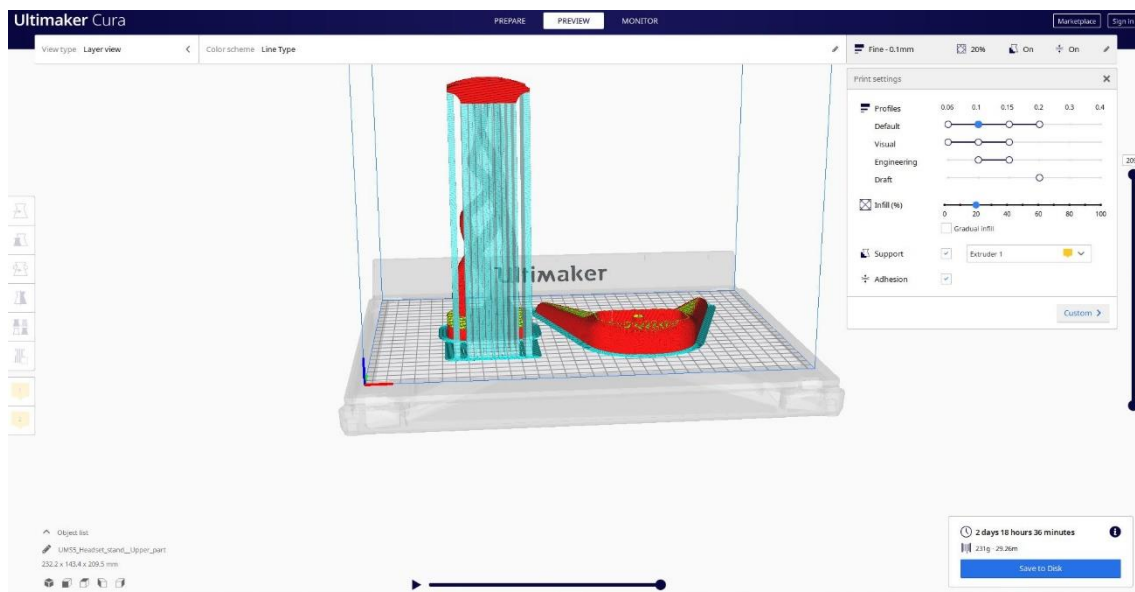 Ultimaker Cura
PREPARE PREVIEW MONITOR
Marketplace Sign in
View type Layer view
Color scheme Line Type
Fine - 0.1mm 20% On On
Print settings
Profiles 0.06 0.1 0.15 0.2 0.3 0.4
Default
Visual
Engineering
Draft
Infill (%)
0 20 40 60 80 100
Gradual infill
Support Extruder 1
Adhesion
Custom
Ultimaker
Object list
UMS5_Headset_stand__Upper_part
232.2 x 143.4 x 209.5 mm
2 days 18 hours 36 minutes
231g · 29.26m
Save to Disk